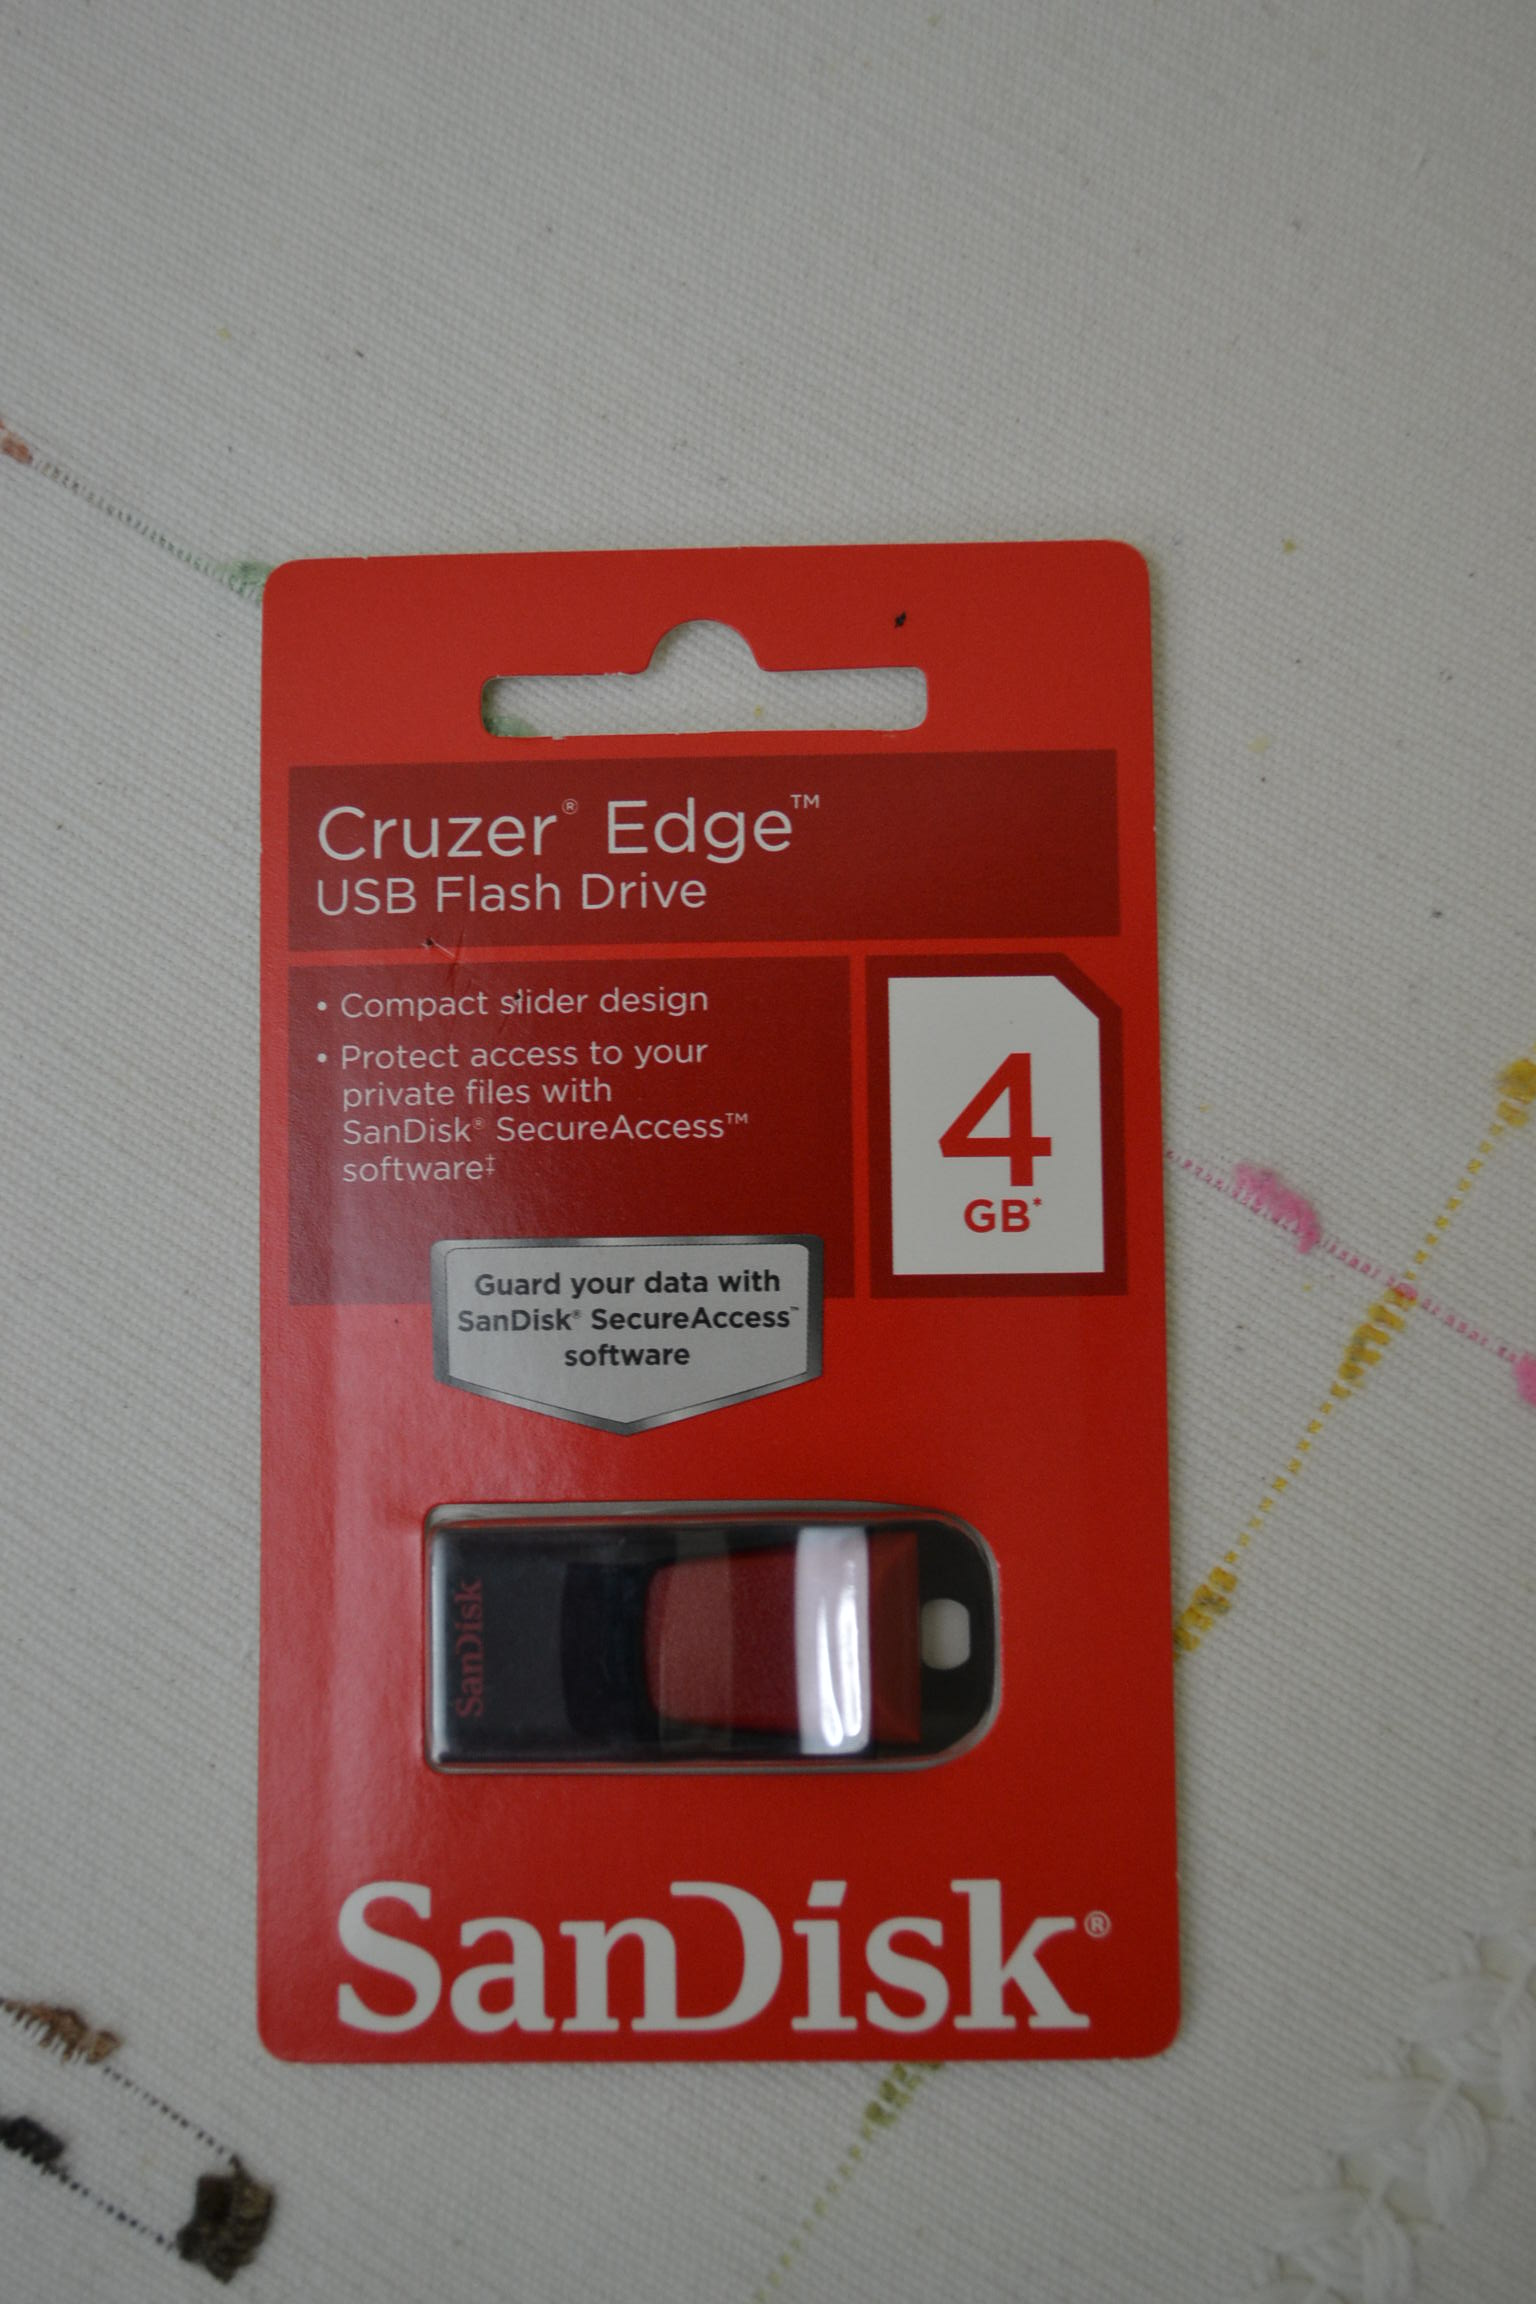 Cruzer® Edge™
USB Flash Drive
• Compact slider design
• Protect access to your
private files with
SanDisk® SecureAccess™
software‡
4
GB*
Guard your data with
SanDisk® SecureAccess™
software
SanDisk
SanDisk®